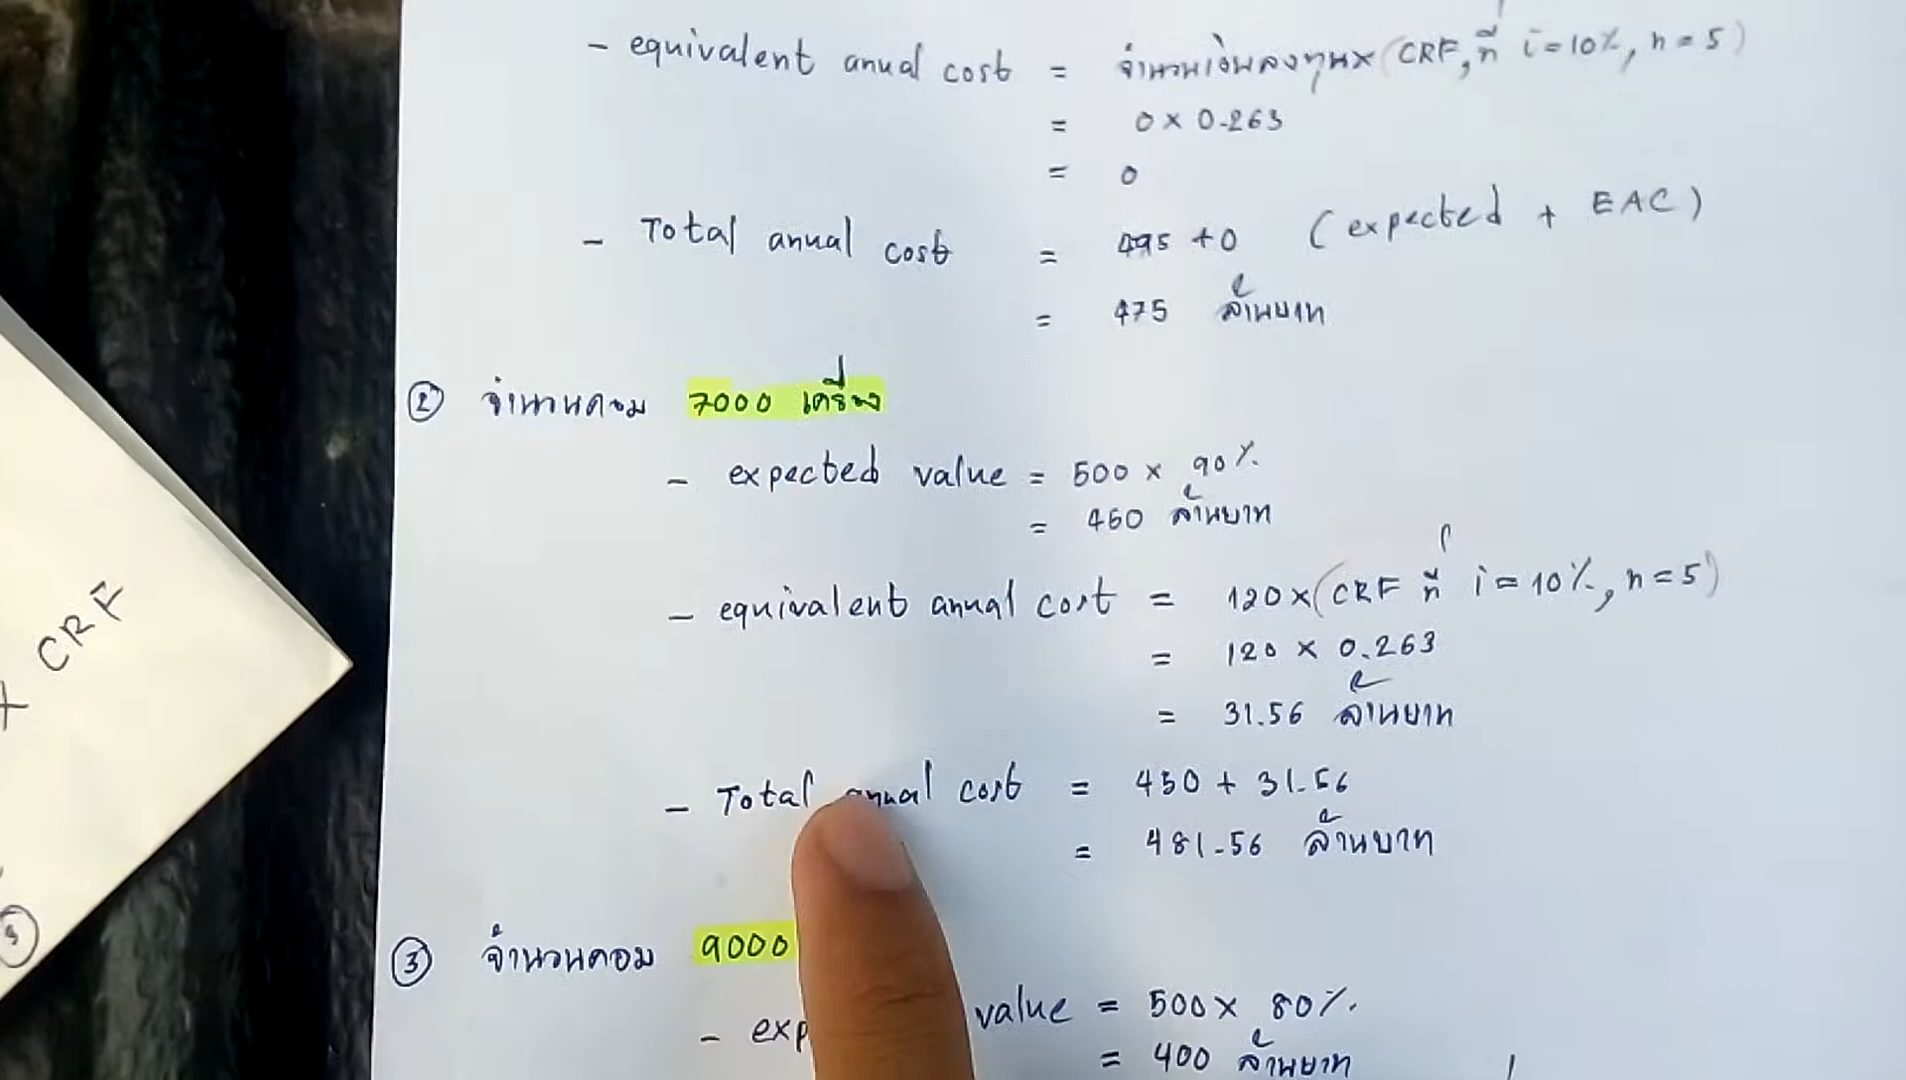 - equivalent anual cost = จำนวนเงินลงทุน x (CRF, ที่ i = 10%, n = 5)
= 0 x 0.263
= 0
- Total anual cost = 495 + 0 (expected + EAC)
= 475 ล้านบาท
② จำนวนคอม 7000 เครื่อง
- expected value = 500 x 90%
= 450 ล้านบาท
- equivalent anual cost = 120 x (CRF ที่ i = 10%, n = 5)
= 120 x 0.263
= 31.56 ล้านบาท
- Total anual cost = 450 + 31.56
= 481.56 ล้านบาท
③ จำนวนคอม 9000
- exp value = 500 x 80%
= 400 ล้านบาท
x CRF